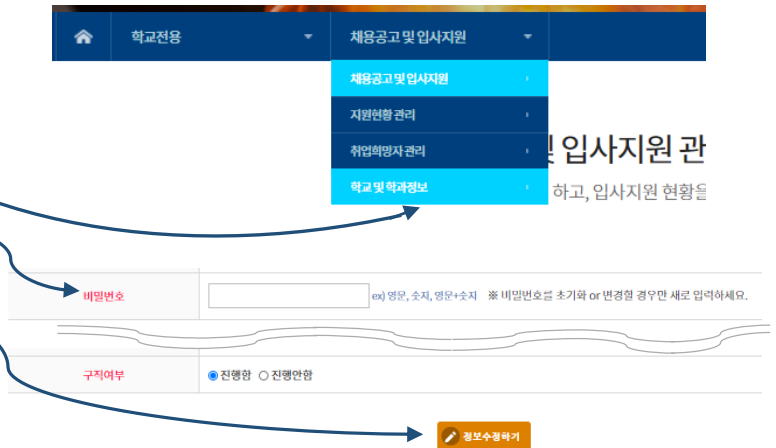 학교전용
채용공고 및 입사지원
채용공고 및 입사지원
지원현황 관리
취업희망자 관리
학교 및 학과정보
및 입사지원 관
하고, 입사지원 현황을
비밀번호
ex) 영문, 숫자, 영문+숫자 ※ 비밀번호를 초기화 or 변경할 경우만 새로 입력하세요.
구직여부
진행함 진행안함
정보수정하기